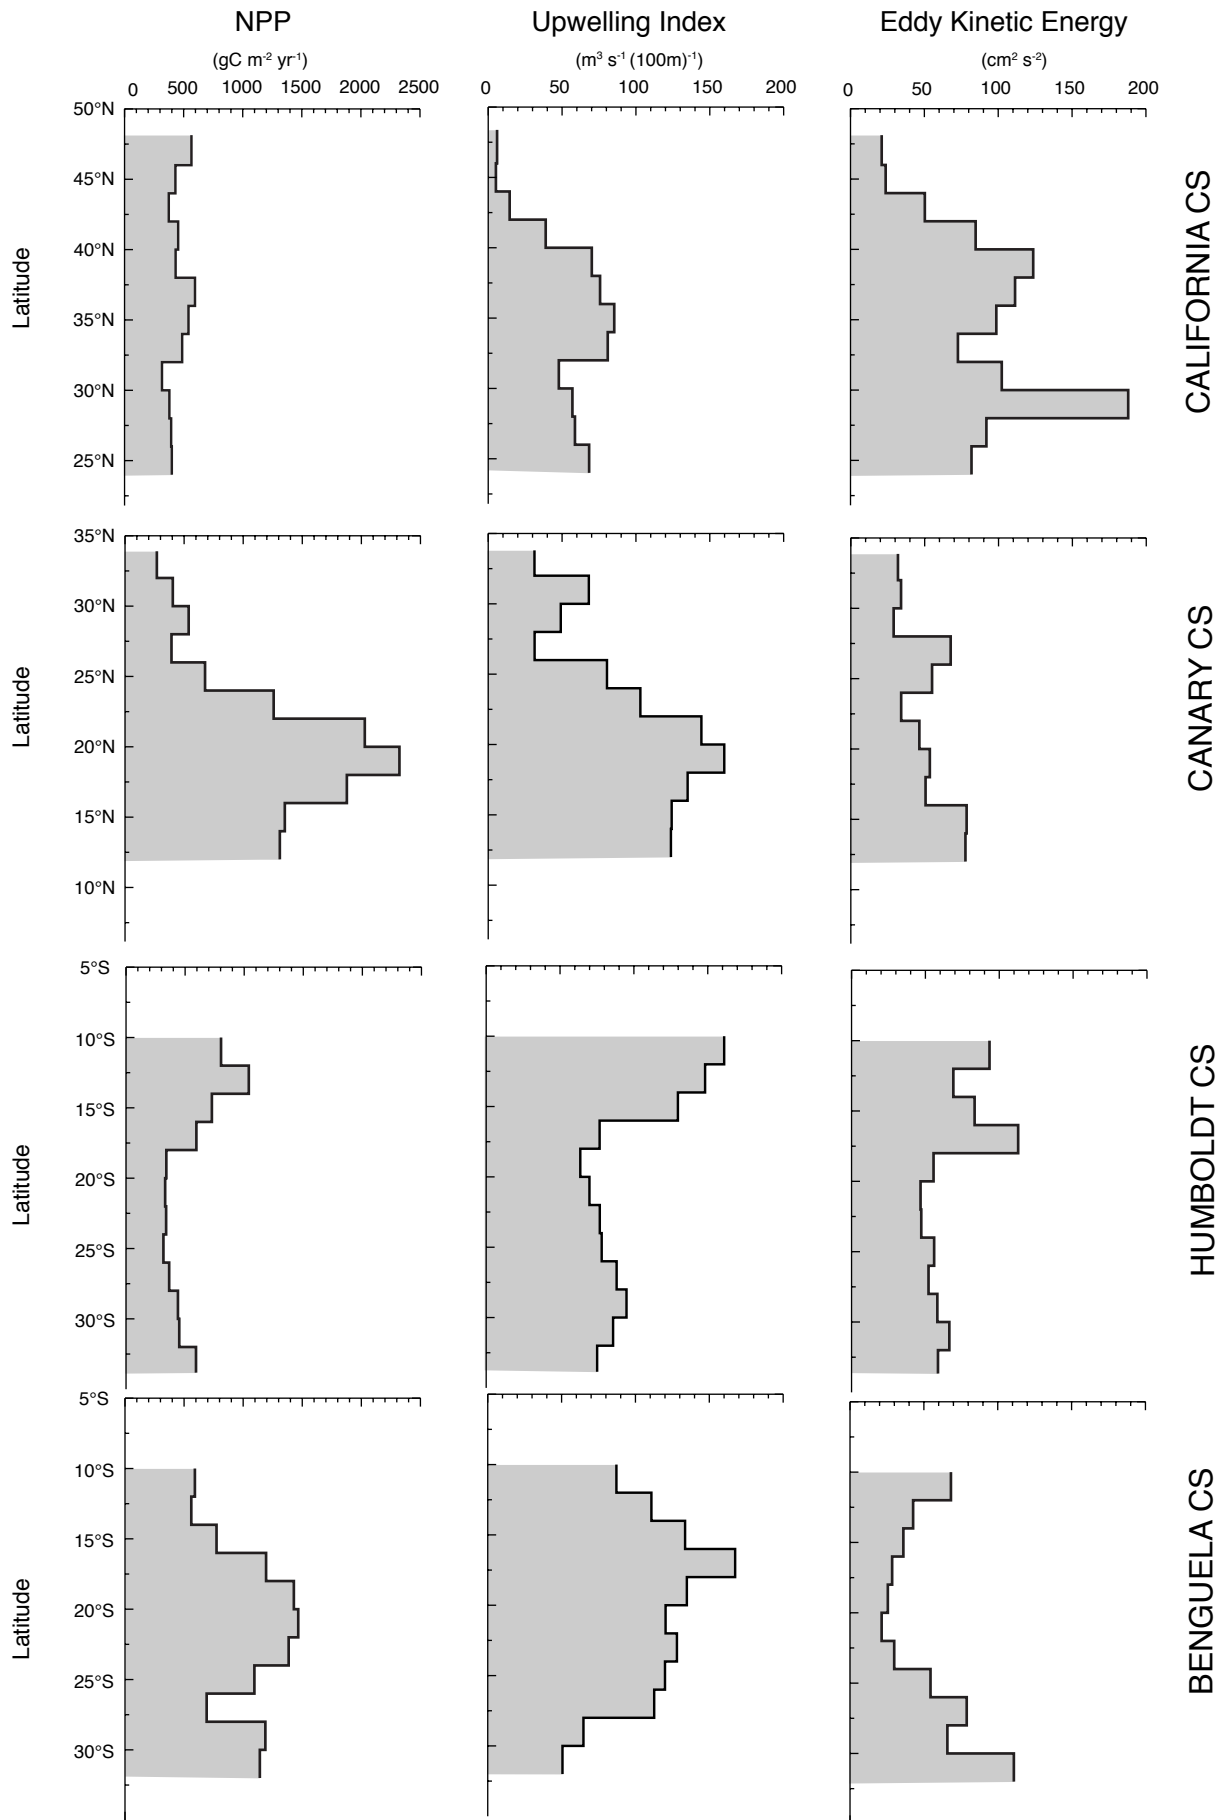 NPP Upwelling Index Eddy Kinetic Energy
(gC m-2 yr-1) (m3 s-1 (100m)-1) (cm2 s-2)
0 500 1000 1500 2000 2500 0 50 100 150 200 0 50 100 150 200
50°N
45°N
40°N
35°N
30°N
25°N
Latitude
CALIFORNIA CS
35°N
30°N
25°N
20°N
15°N
10°N
Latitude
CANARY CS
5°S
10°S
15°S
20°S
25°S
30°S
Latitude
HUMBOLDT CS
5°S
10°S
15°S
20°S
25°S
30°S
Latitude
BENGUELA CS